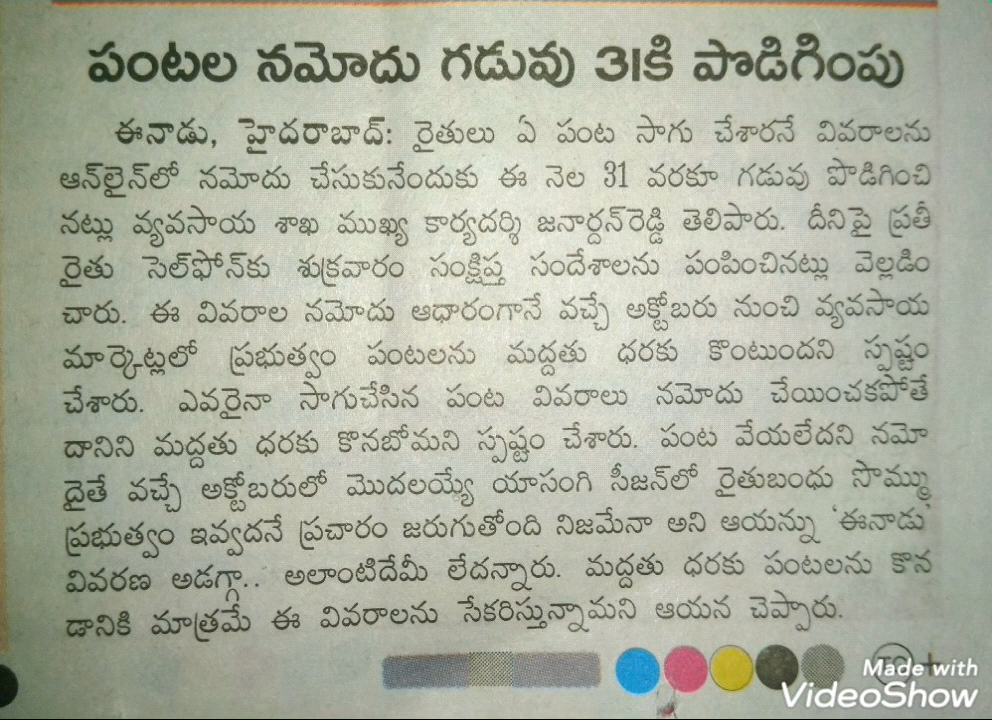 పంటల నమోదు గడువు 31కి పొడిగింపు
ఈనాడు, హైదరాబాద్: రైతులు ఏ పంట సాగు చేశారనే వివరాలను
ఆన్‌లైన్‌లో నమోదు చేసుకునేందుకు ఈ నెల 31 వరకూ గడువు పొడిగించి
నట్లు వ్యవసాయ శాఖ ముఖ్య కార్యదర్శి జనార్దన్‌రెడ్డి తెలిపారు. దీనిపై ప్రతీ
రైతు సెల్‌ఫోన్‌కు శుక్రవారం సంక్షిప్త సందేశాలను పంపించినట్లు వెల్లడిం
చారు. ఈ వివరాల నమోదు ఆధారంగానే వచ్చే అక్టోబరు నుంచి వ్యవసాయ
మార్కెట్లలో ప్రభుత్వం పంటలను మద్దతు ధరకు కొంటుందని స్పష్టం
చేశారు. ఎవరైనా సాగుచేసిన పంట వివరాలు నమోదు చేయించకపోతే
దానిని మద్దతు ధరకు కొనబోమని స్పష్టం చేశారు. పంట వేయలేదని నమో
దైతే వచ్చే అక్టోబరులో మొదలయ్యే యాసంగి సీజన్‌లో రైతుబంధు సొమ్ము
ప్రభుత్వం ఇవ్వదనే ప్రచారం జరుగుతోంది నిజమేనా అని ఆయన్ను 'ఈనాడు'
వివరణ అడగ్గా.. అలాంటిదేమీ లేదన్నారు. మద్దతు ధరకు పంటలను కొన
డానికి మాత్రమే ఈ వివరాలను సేకరిస్తున్నామని ఆయన చెప్పారు.
Made with
VideoShow